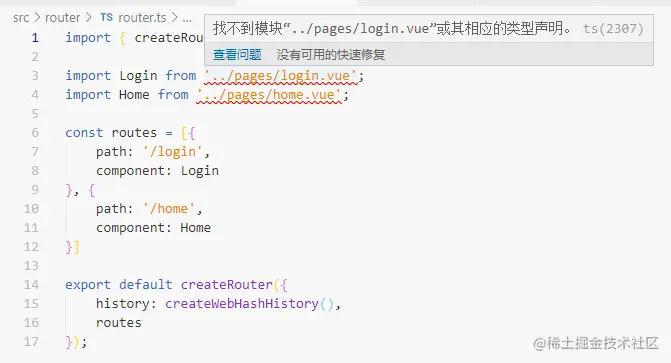 src › router › TS router.ts › ...
找不到模块“../pages/login.vue”或其相应的类型声明。 ts(2307)
查看问题 没有可用的快速修复
1 import { createRou
2
3 import Login from '../pages/login.vue';
4 import Home from '../pages/home.vue';
5
6 const routes = [{
7 path: '/login',
8 component: Login
9 }, {
10 path: '/home',
11 component: Home
12 }]
13
14 export default createRouter({
15 history: createWebHashHistory(),
16 routes
17 });
@稀土掘金技术社区